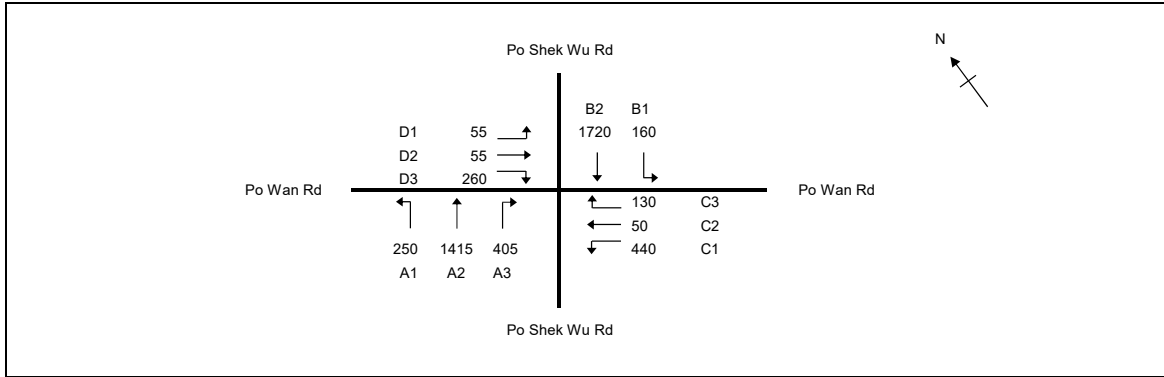 N
Po Shek Wu Rd
B2 B1
D1 55 1720 160
D2 55
D3 260
Po Wan Rd Po Wan Rd
130 C3
50 C2
250 1415 405 440 C1
A1 A2 A3
Po Shek Wu Rd